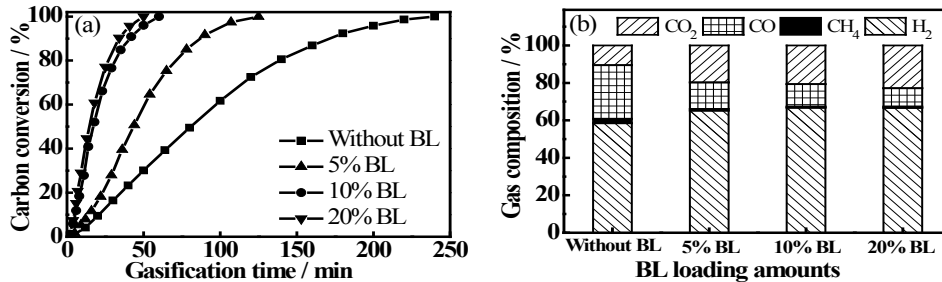 (a)
Carbon conversion / %
100
80
60
40
20
0
Without BL
5% BL
10% BL
20% BL
0 50 100 150 200 250
Gasification time / min
(b)
CO₂ CO CH₄ H₂
Gas composition / %
100
80
60
40
20
0
Without BL 5% BL 10% BL 20% BL
BL loading amounts